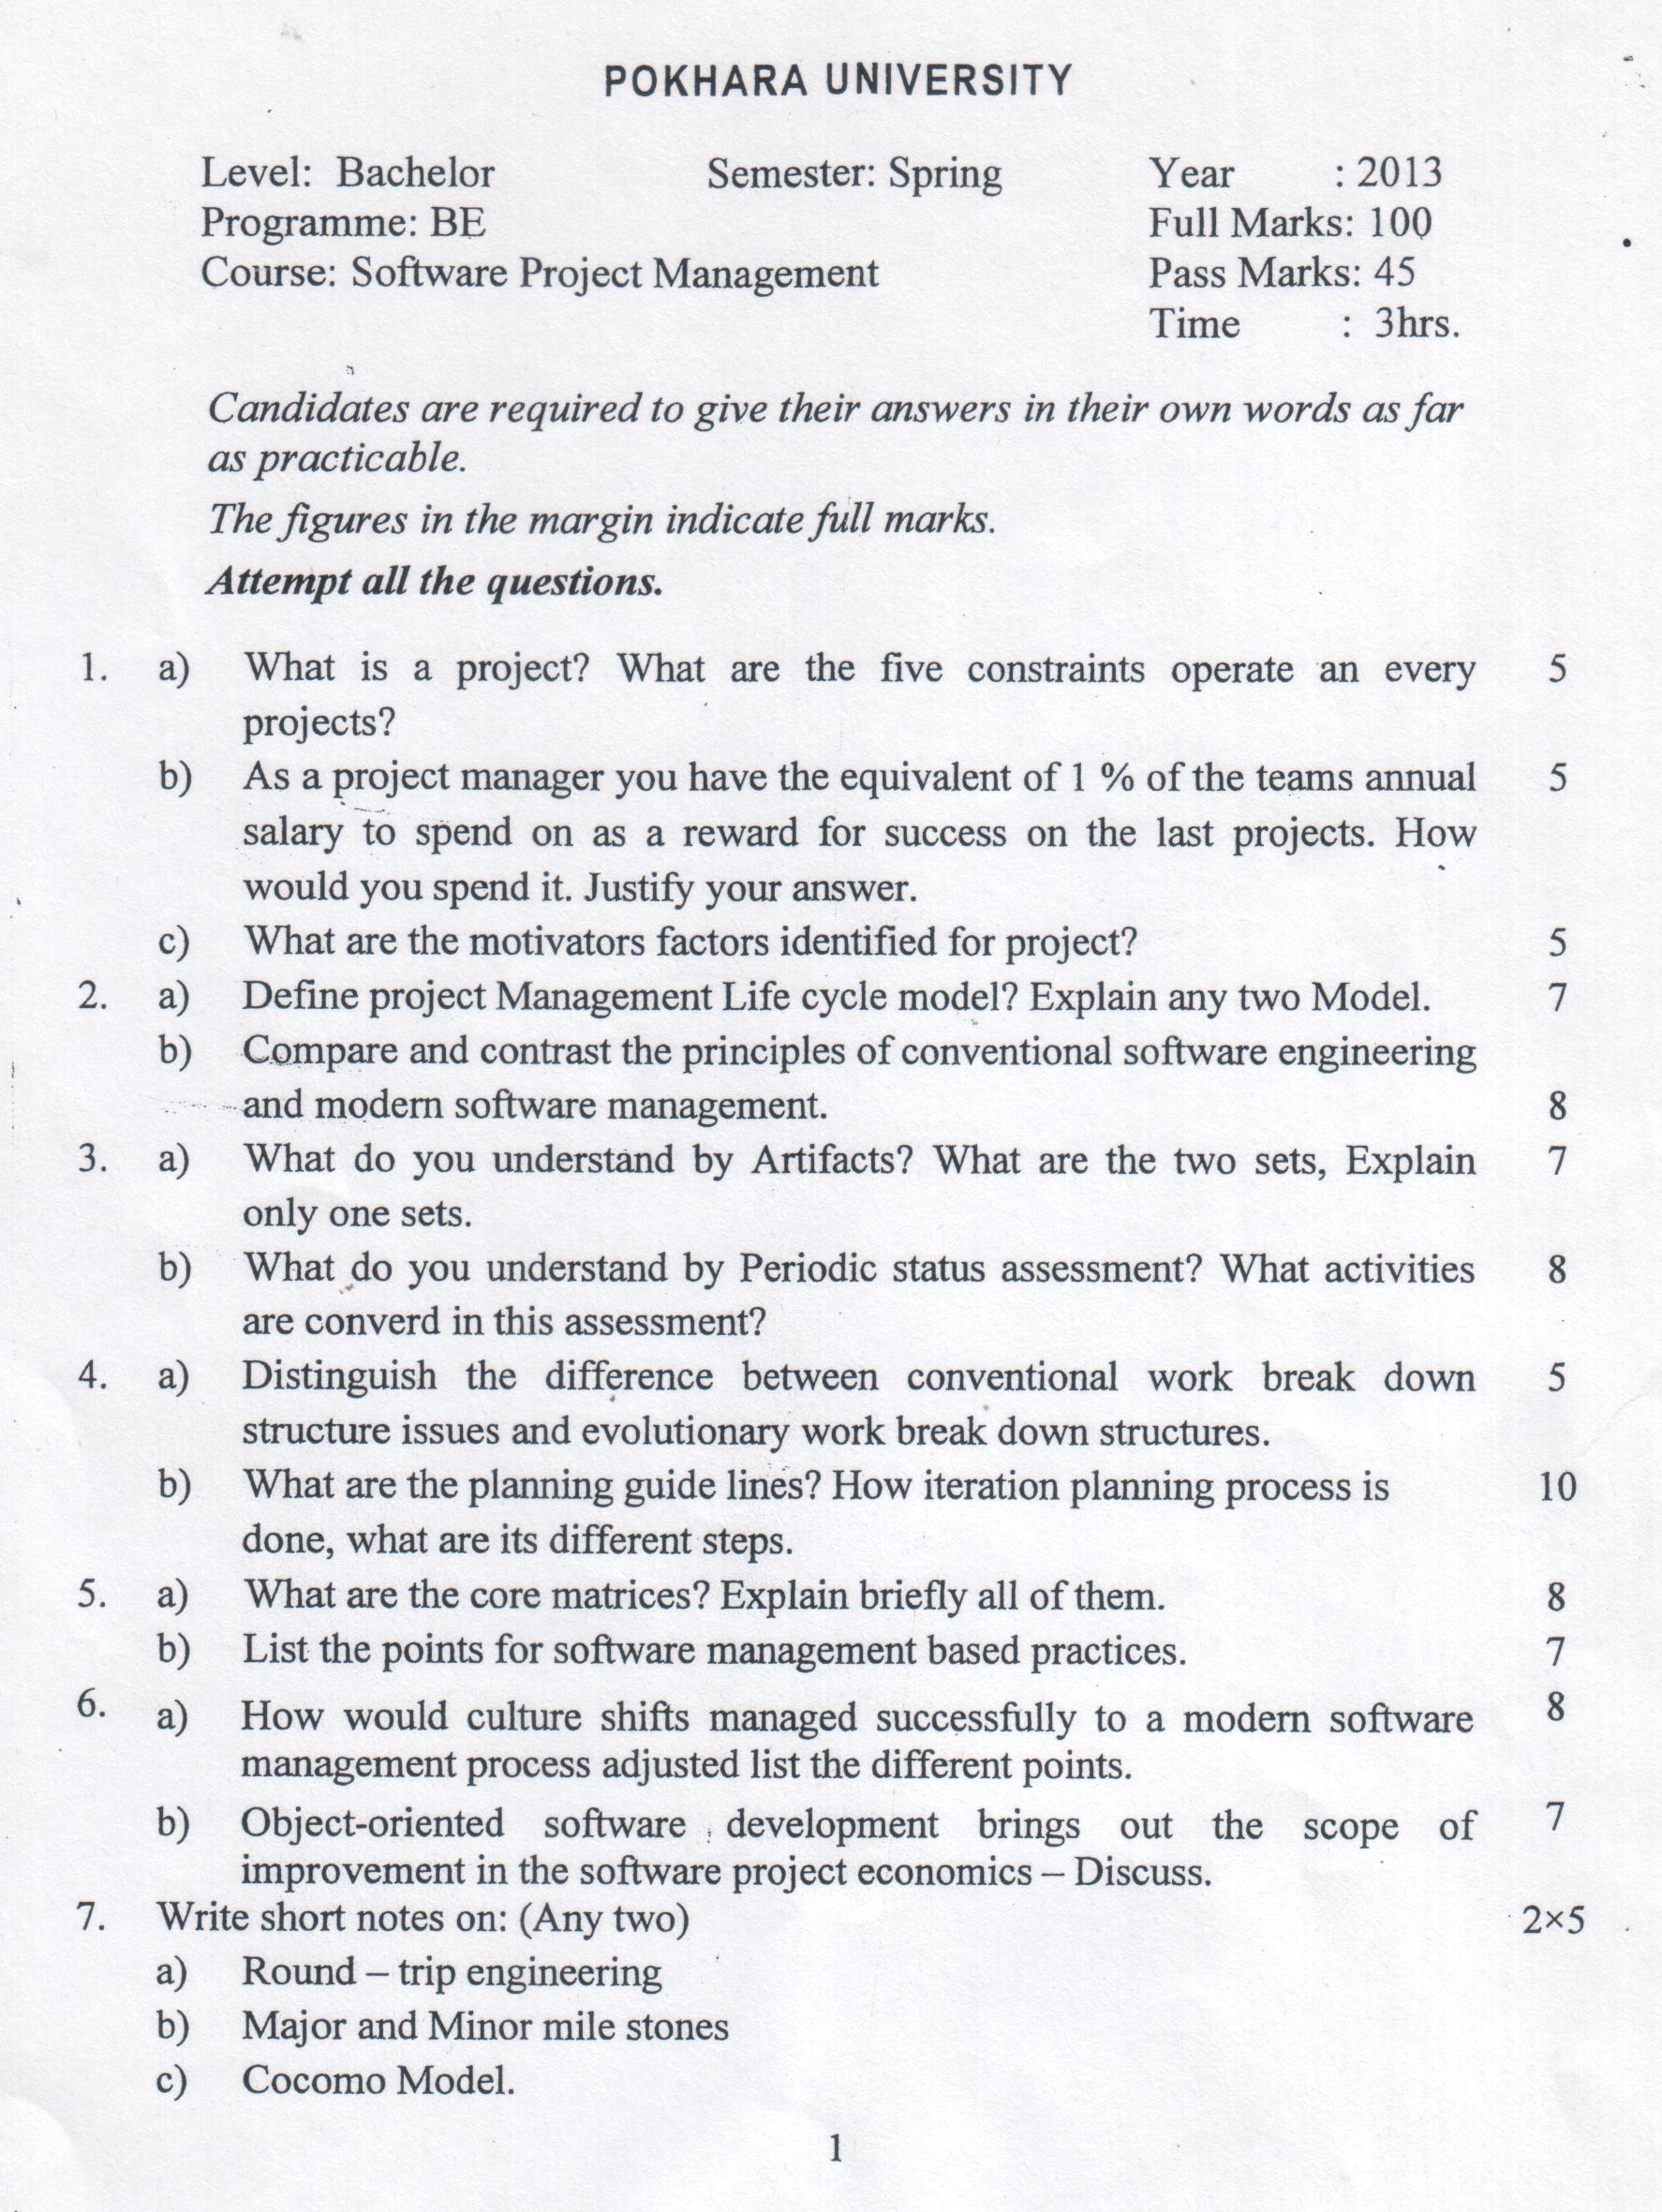 POKHARA UNIVERSITY
Level: Bachelor Semester: Spring Year : 2013
Programme: BE Full Marks: 100
Course: Software Project Management Pass Marks: 45
Time : 3hrs.
Candidates are required to give their answers in their own words as far
as practicable.
The figures in the margin indicate full marks.
Attempt all the questions.
1. a) What is a project? What are the five constraints operate an every 5
projects?
b) As a project manager you have the equivalent of 1 % of the teams annual 5
salary to spend on as a reward for success on the last projects. How
would you spend it. Justify your answer.
c) What are the motivators factors identified for project? 5
2. a) Define project Management Life cycle model? Explain any two Model. 7
b) Compare and contrast the principles of conventional software engineering
and modern software management. 8
3. a) What do you understand by Artifacts? What are the two sets, Explain 7
only one sets.
b) What do you understand by Periodic status assessment? What activities 8
are converd in this assessment?
4. a) Distinguish the difference between conventional work break down 5
structure issues and evolutionary work break down structures.
b) What are the planning guide lines? How iteration planning process is 10
done, what are its different steps.
5. a) What are the core matrices? Explain briefly all of them. 8
b) List the points for software management based practices. 7
6. a) How would culture shifts managed successfully to a modern software 8
management process adjusted list the different points.
b) Object-oriented software development brings out the scope of 7
improvement in the software project economics – Discuss.
7. Write short notes on: (Any two) 2×5
a) Round – trip engineering
b) Major and Minor mile stones
c) Cocomo Model.
1